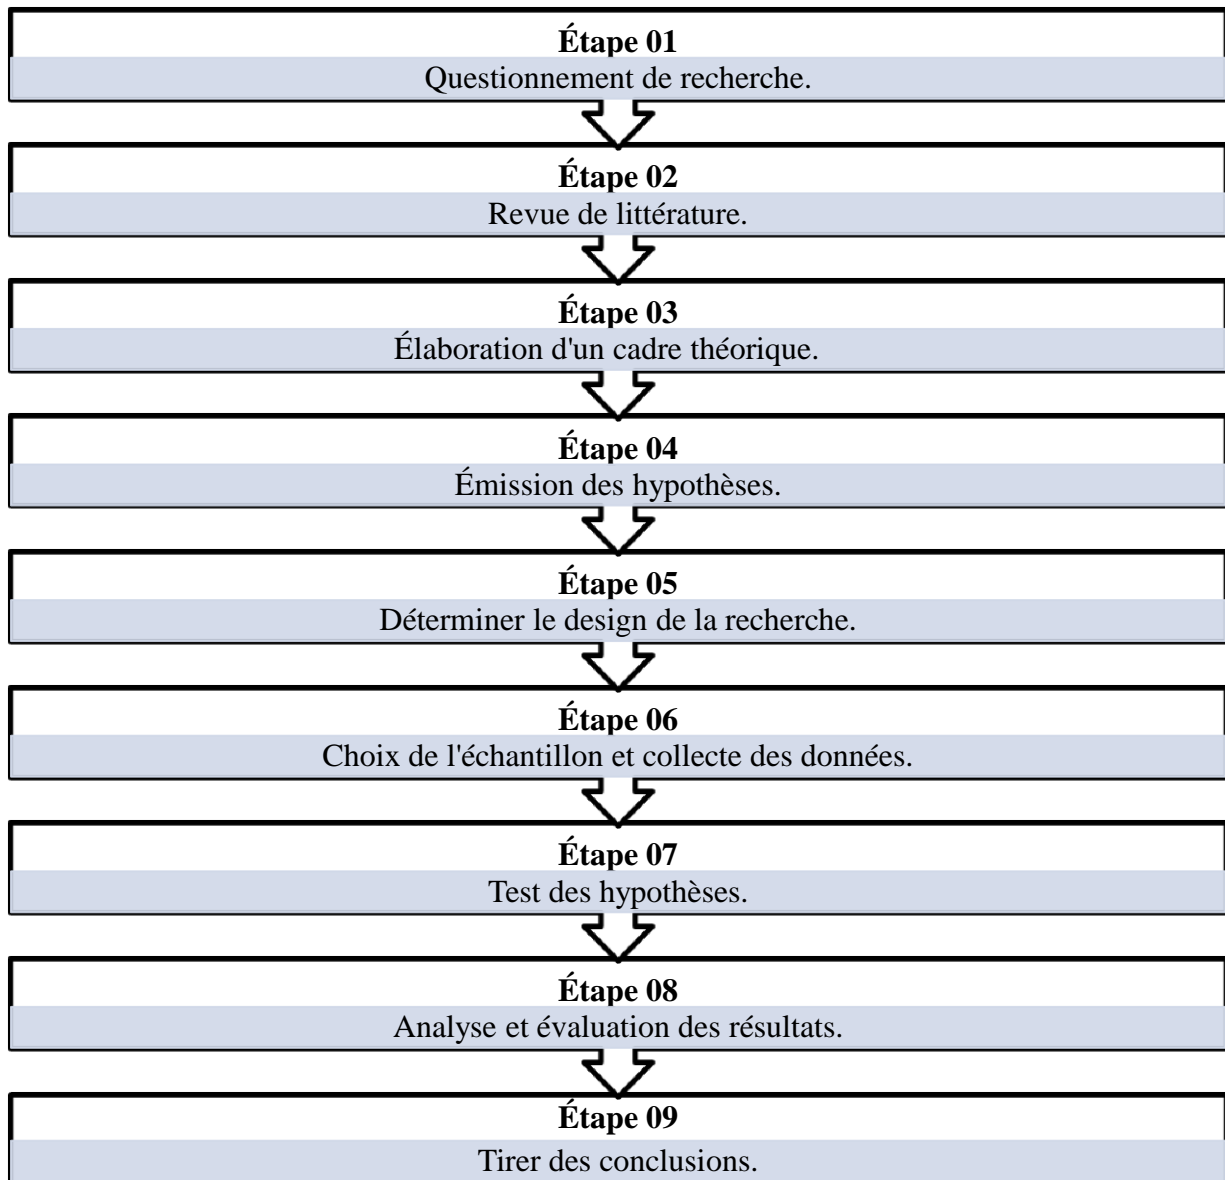 Étape 01
Questionnement de recherche.
Étape 02
Revue de littérature.
Étape 03
Élaboration d'un cadre théorique.
Étape 04
Émission des hypothèses.
Étape 05
Déterminer le design de la recherche.
Étape 06
Choix de l'échantillon et collecte des données.
Étape 07
Test des hypothèses.
Étape 08
Analyse et évaluation des résultats.
Étape 09
Tirer des conclusions.